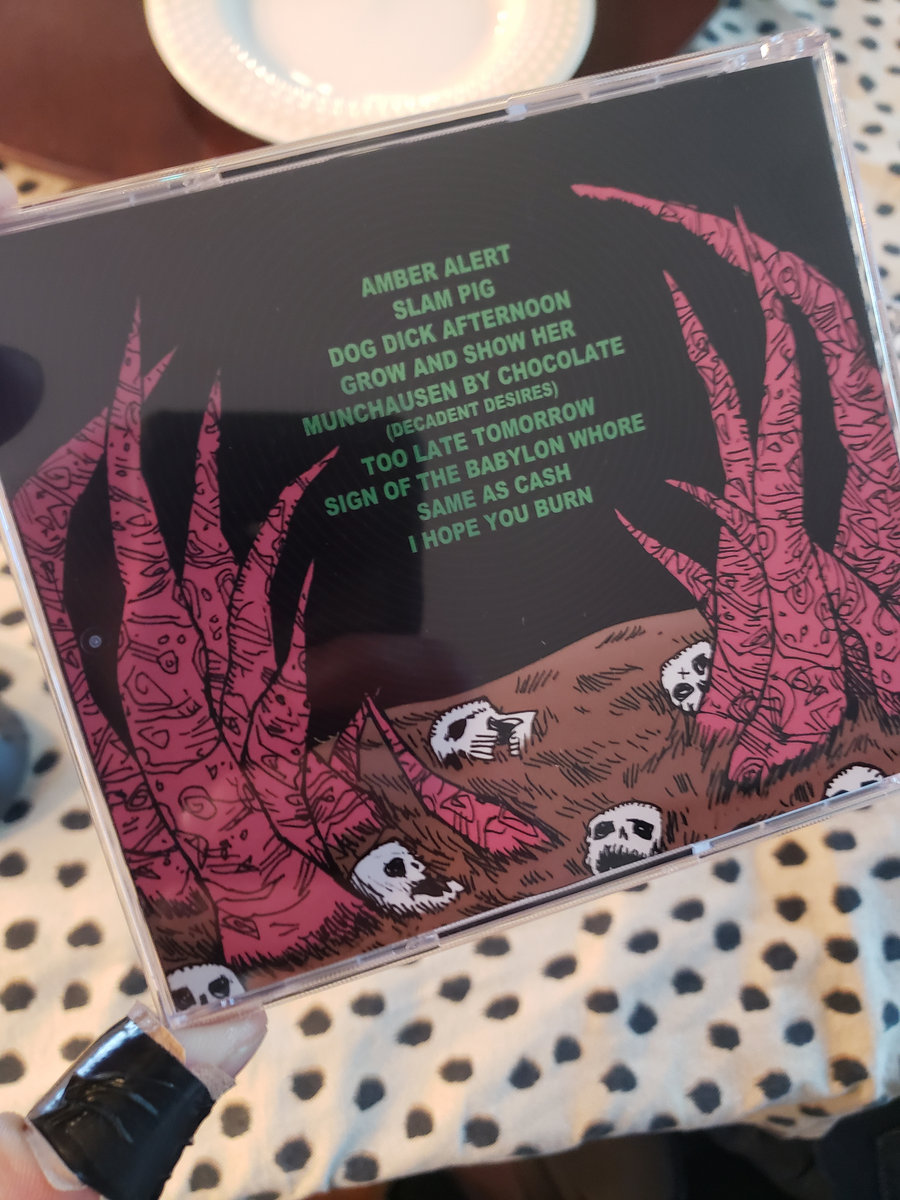 AMBER ALERT
SLAM PIG
DOG DICK AFTERNOON
GROW AND SHOW HER
MUNCHAUSEN BY CHOCOLATE
(DECADENT DESIRES)
TOO LATE TOMORROW
SIGN OF THE BABYLON WHORE
SAME AS CASH
I HOPE YOU BURN